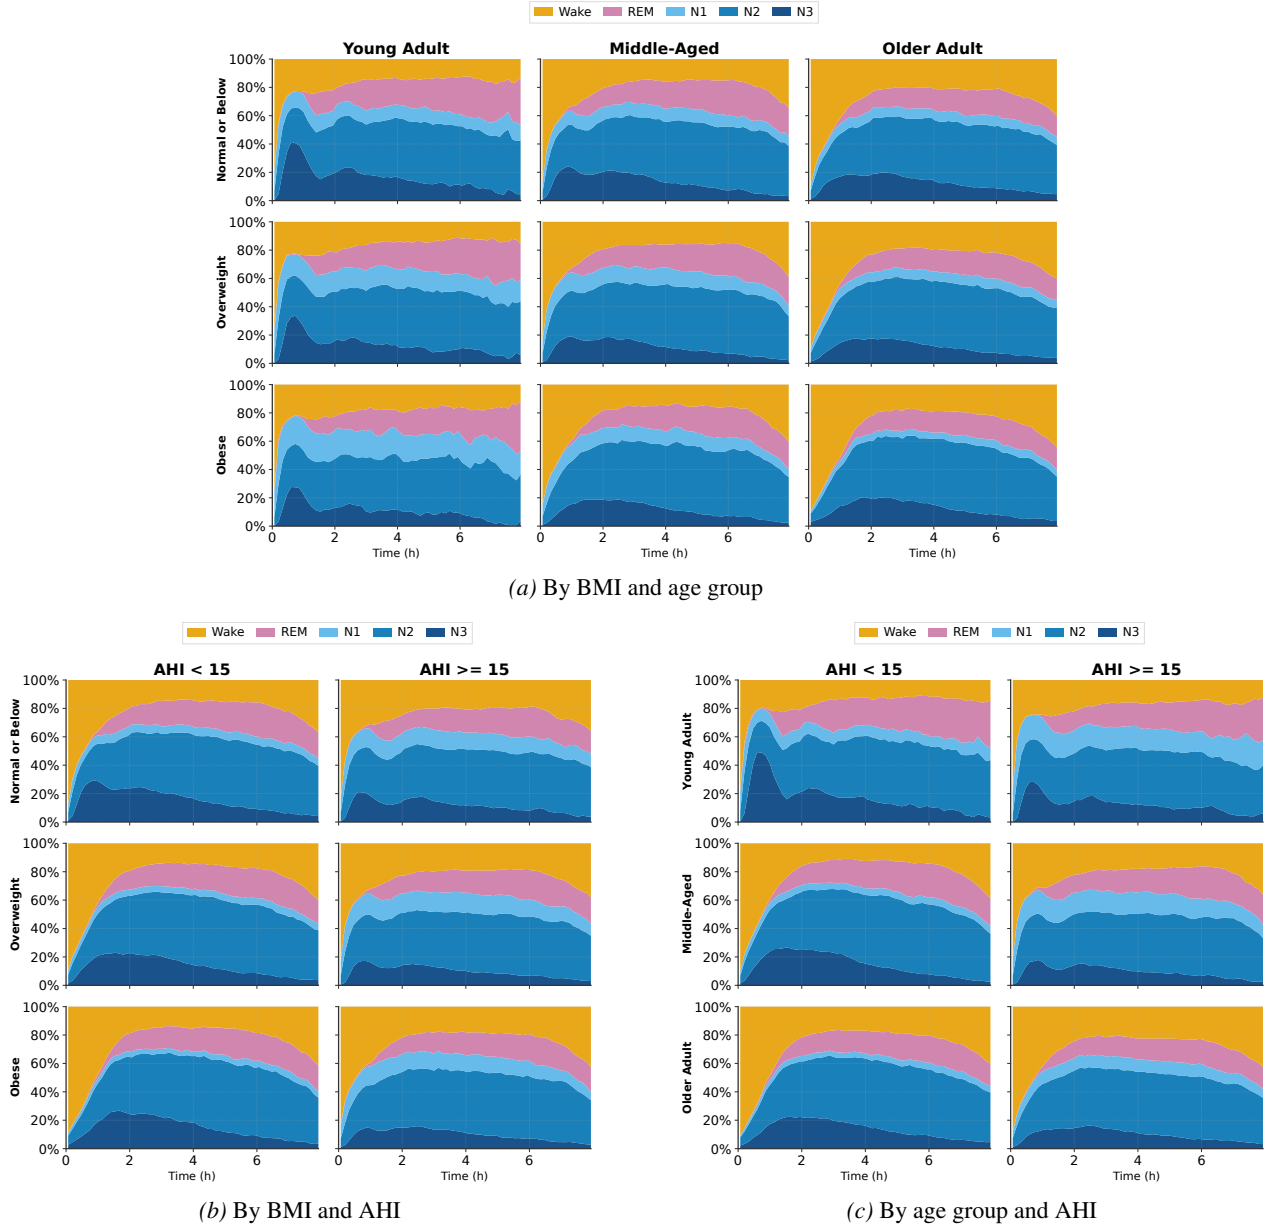 Wake REM N1 N2 N3
Young Adult Middle-Aged Older Adult
Normal or Below
100%
80%
60%
40%
20%
0%
Overweight
100%
80%
60%
40%
20%
0%
Obese
100%
80%
60%
40%
20%
0%
0 2 4 6 0 2 4 6 0 2 4 6
Time (h) Time (h) Time (h)
(a) By BMI and age group
Wake REM N1 N2 N3
AHI < 15 AHI >= 15
Normal or Below
100%
80%
60%
40%
20%
0%
Overweight
100%
80%
60%
40%
20%
0%
Obese
100%
80%
60%
40%
20%
0%
0 2 4 6 0 2 4 6
Time (h) Time (h)
(b) By BMI and AHI
Wake REM N1 N2 N3
AHI < 15 AHI >= 15
Young Adult
100%
80%
60%
40%
20%
0%
Middle-Aged
100%
80%
60%
40%
20%
0%
Older Adult
100%
80%
60%
40%
20%
0%
0 2 4 6 0 2 4 6
Time (h) Time (h)
(c) By age group and AHI